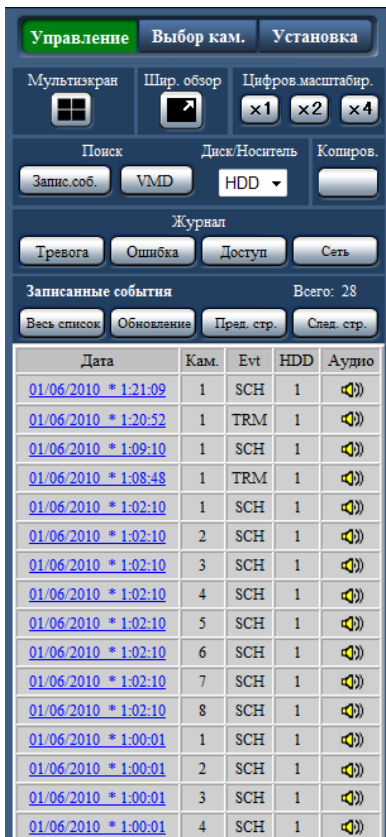 Управление Выбор кам. Установка
Мультиэкран Шир. обзор Цифров.масштабир.
×1 ×2 ×4
Поиск Диск/Носитель Копиров.
Запис.соб. VMD HDD
Журнал
Тревога Ошибка Доступ Сеть
Записанные события Всего: 28
Весь список Обновление Пред. стр. След. стр.
Дата Кам. Evt HDD Аудио
01/06/2010 * 1:21:09 1 SCH 1
01/06/2010 * 1:20:52 1 TRM 1
01/06/2010 * 1:09:10 1 SCH 1
01/06/2010 * 1:08:48 1 TRM 1
01/06/2010 * 1:02:10 1 SCH 1
01/06/2010 * 1:02:10 2 SCH 1
01/06/2010 * 1:02:10 3 SCH 1
01/06/2010 * 1:02:10 4 SCH 1
01/06/2010 * 1:02:10 5 SCH 1
01/06/2010 * 1:02:10 6 SCH 1
01/06/2010 * 1:02:10 7 SCH 1
01/06/2010 * 1:02:10 8 SCH 1
01/06/2010 * 1:00:01 1 SCH 1
01/06/2010 * 1:00:01 2 SCH 1
01/06/2010 * 1:00:01 3 SCH 1
01/06/2010 * 1:00:01 4 SCH 1